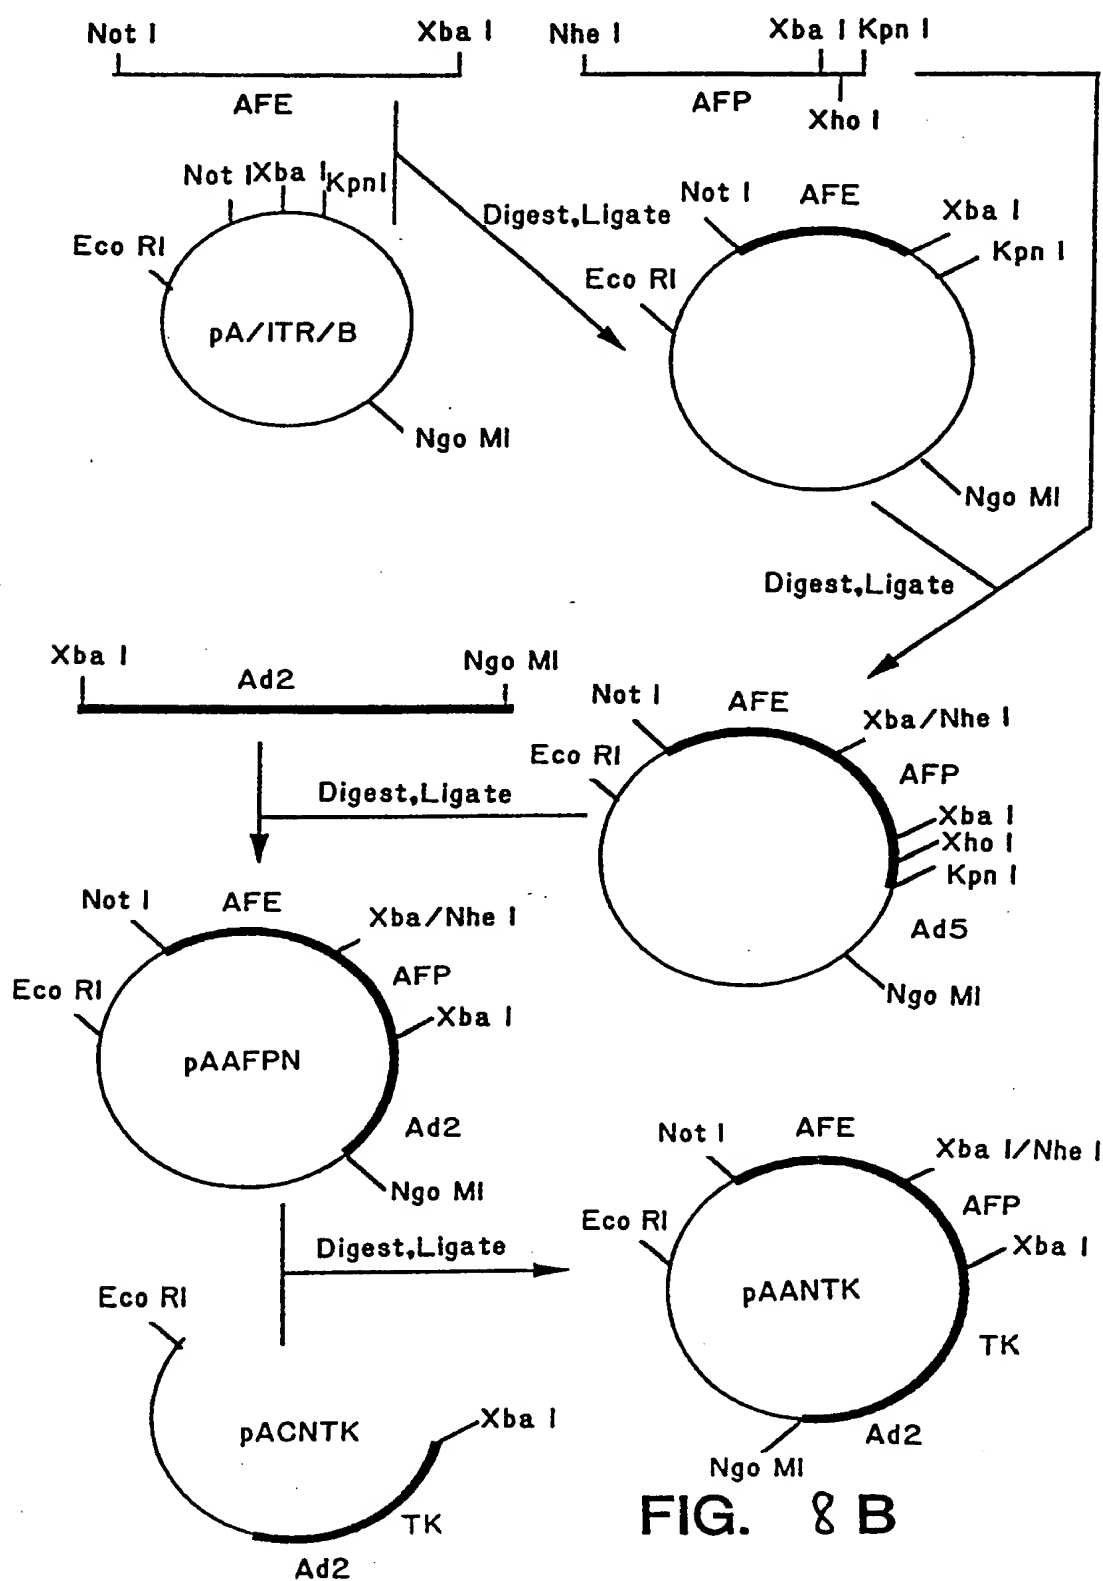 Not I
Xba I
Nhe I
Xba I Kpn I
AFE
AFP
Xho I
Not I Xba I KpnI
Eco RI
pA/ITR/B
Ngo MI
Digest,Ligate
Not I
AFE
Xba I
Kpn I
Eco RI
Ngo MI
Digest,Ligate
Xba I
Ad2
Ngo MI
Digest,Ligate
Not I
AFE
Xba/Nhe I
Eco RI
AFP
Xba I
Xho I
Kpn I
Ad5
Ngo MI
Not I
AFE
Xba/Nhe I
Eco RI
AFP
Xba I
pAAFPN
Ad2
Ngo MI
Digest,Ligate
Eco RI
pACNTK
Xba I
TK
Ad2
Not I
AFE
Xba I/Nhe I
Eco RI
AFP
Xba I
pAANTK
TK
Ad2
Ngo MI
FIG. 8 B